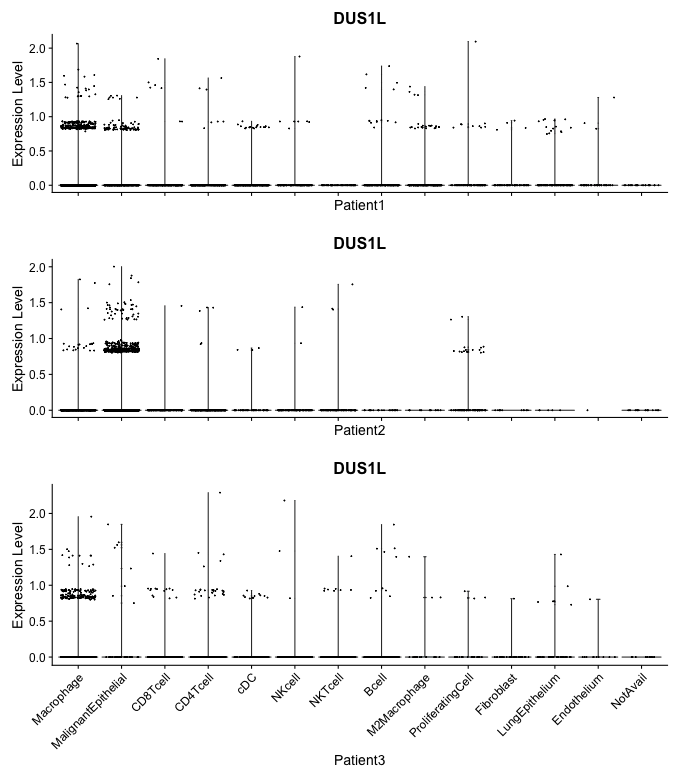 DUS1L
Expression Level
2.0
1.5
1.0
0.5
0.0
Patient1
DUS1L
Expression Level
2.0
1.5
1.0
0.5
0.0
Patient2
DUS1L
Expression Level
2.0
1.5
1.0
0.5
0.0
Macrophage
MalignantEpithelial
CD8Tcell
CD4Tcell
cDC
NKcell
NKTcell
Bcell
M2Macrophage
ProliferatingCell
Fibroblast
LungEpithelium
Endothelium
NotAvail
Patient3